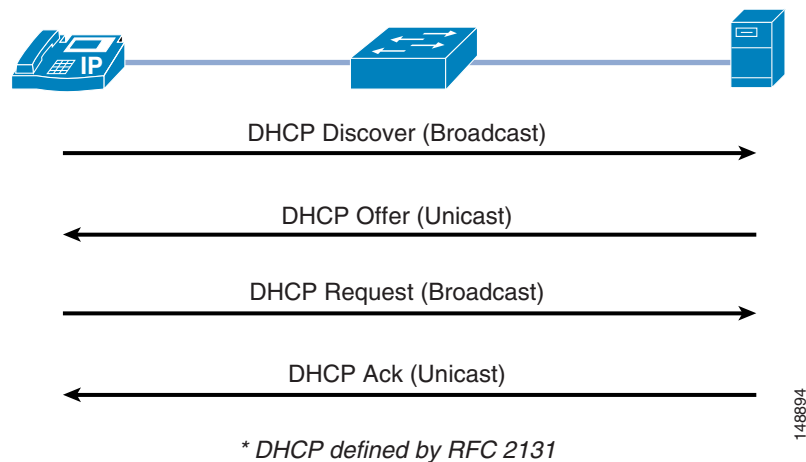 IP
DHCP Discover (Broadcast)
DHCP Offer (Unicast)
DHCP Request (Broadcast)
DHCP Ack (Unicast)
148894
* DHCP defined by RFC 2131